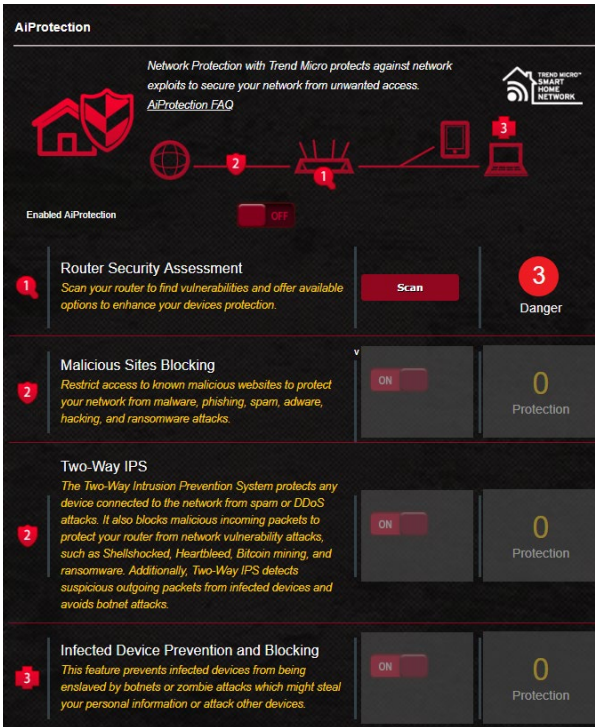 AiProtection
Network Protection with Trend Micro protects against network
exploits to secure your network from unwanted access.
AiProtection FAQ
TREND MICRO™
SMART
HOME
NETWORK
3
2
1
Enabled AiProtection
OFF
1
Router Security Assessment
Scan your router to find vulnerabilities and offer available
options to enhance your devices protection.
Scan
3
Danger
2
Malicious Sites Blocking
Restrict access to known malicious websites to protect
your network from malware, phishing, spam, adware,
hacking, and ransomware attacks.
v
ON
0
Protection
2
Two-Way IPS
The Two-Way Intrusion Prevention System protects any
device connected to the network from spam or DDoS
attacks. It also blocks malicious incoming packets to
protect your router from network vulnerability attacks,
such as Shellshocked, Heartbleed, Bitcoin mining, and
ransomware. Additionally, Two-Way IPS detects
suspicious outgoing packets from infected devices and
avoids botnet attacks.
ON
0
Protection
3
Infected Device Prevention and Blocking
This feature prevents infected devices from being
enslaved by botnets or zombie attacks which might steal
your personal information or attack other devices.
ON
0
Protection